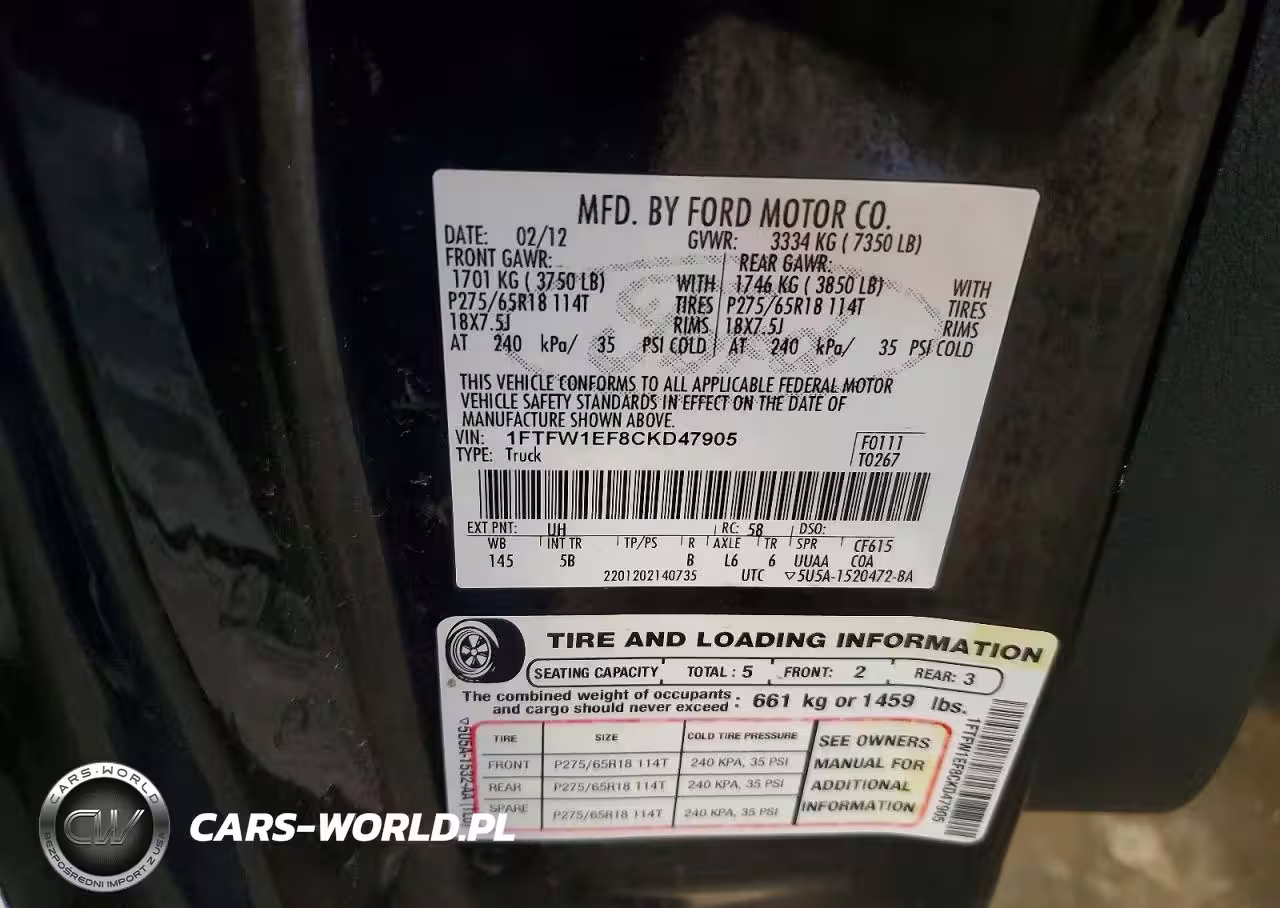 MFD. BY FORD MOTOR CO.
DATE: 02/12 GVWR: 3334 KG ( 7350 LB)
FRONT GAWR: REAR GAWR:
1701 KG ( 3750 LB) WITH 1746 KG ( 3850 LB) WITH
P275/65R18 114T TIRES P275/65R18 114T TIRES
18X7.5J RIMS 18X7.5J RIMS
AT 240 kPa/ 35 PSI COLD AT 240 kPa/ 35 PSI COLD
THIS VEHICLE CONFORMS TO ALL APPLICABLE FEDERAL MOTOR
VEHICLE SAFETY STANDARDS IN EFFECT ON THE DATE OF
MANUFACTURE SHOWN ABOVE.
VIN: 1FTFW1EF8CKD47905 F0111
TYPE: Truck T0267
EXT PNT: UH RC: 58 DSO:
WB INT TR TP/PS R AXLE TR SPR CF615
145 5B B L6 6 UUAA COA
2201202140735 UTC ▽5U5A-1520472-BA
TIRE AND LOADING INFORMATION
SEATING CAPACITY TOTAL : 5 FRONT: 2 REAR: 3
The combined weight of occupants
and cargo should never exceed : 661 kg or 1459 lbs.
TIRE SIZE COLD TIRE PRESSURE
FRONT P275/65R18 114T 240 KPA, 35 PSI
REAR P275/65R18 114T 240 KPA, 35 PSI
SPARE P275/65R18 114T 240 KPA, 35 PSI
SEE OWNERS
MANUAL FOR
ADDITIONAL
INFORMATION
1FTFW1EF8CKD47905
CARS-WORLD
CW
BEZPOŚREDNI IMPORT Z USA
CARS-WORLD.PL